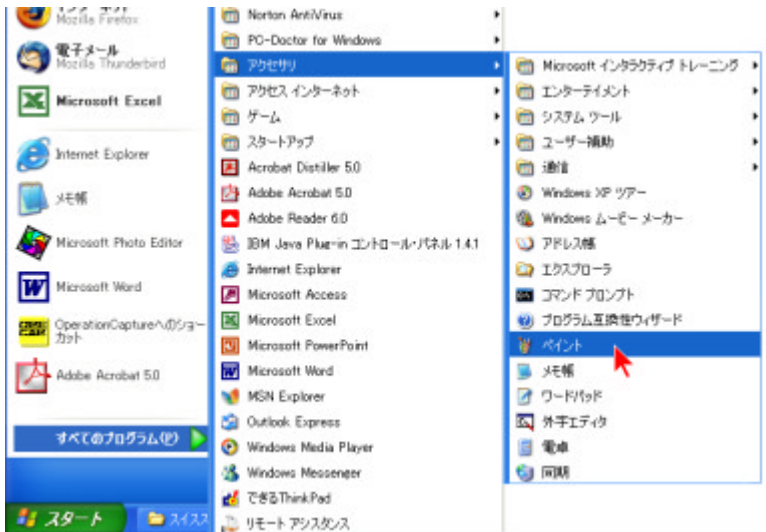 Mozilla Firefox
電子メール
Mozilla Thunderbird
Microsoft Excel
Internet Explorer
メモ帳
Microsoft Photo Editor
Microsoft Word
OperationCaptureへのショー
カット
Adobe Acrobat 5.0
すべてのプログラム(P)
スタート
Norton AntiVirus
PC-Doctor for Windows
アクセサリ
アクセス インターネット
ゲーム
スタートアップ
Acrobat Distiller 5.0
Adobe Acrobat 5.0
Adobe Reader 6.0
IBM Java Plug-in コントロール・パネル 1.4.1
Internet Explorer
Microsoft Access
Microsoft Excel
Microsoft PowerPoint
Microsoft Word
MSN Explorer
Outlook Express
Windows Media Player
Windows Messenger
できるThinkPad
リモート アシスタンス
Microsoft インタラクティブ トレーニング
エンターテイメント
システム ツール
ユーザー補助
通信
Windows XP ツアー
Windows ムービー メーカー
アドレス帳
エクスプローラ
コマンド プロンプト
プログラム互換性ウィザード
ペイント
メモ帳
ワードパッド
外字エディタ
電卓
同期